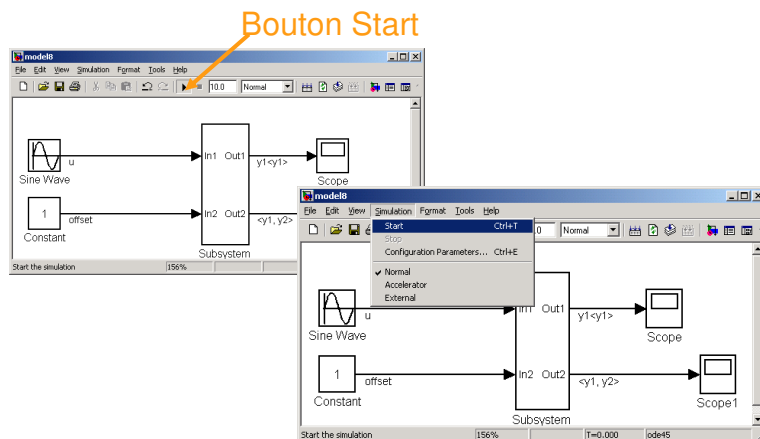 Bouton Start
model8
File Edit View Simulation Format Tools Help
10.0 Normal
In1 Out1
u
y1<y1>
Sine Wave
Scope
1
offset
In2 Out2
<y1, y2>
Constant
Subsystem
Start the simulation 156%
model8
File Edit View Simulation Format Tools Help
Start Ctrl+T
.0 Normal
Stop
Configuration Parameters... Ctrl+E
Normal
Accelerator
External
In1 Out1
u
y1<y1>
Sine Wave
Scope
1
In2 Out2
offset
<y1, y2>
Constant
Scope1
Subsystem
Start the simulation 156% T=0.000 ode45